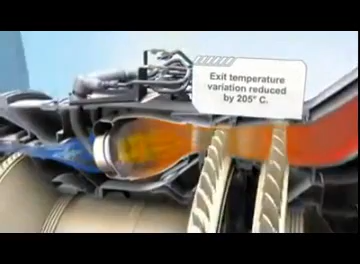 Exit temperature
variation reduced
by 205° C.